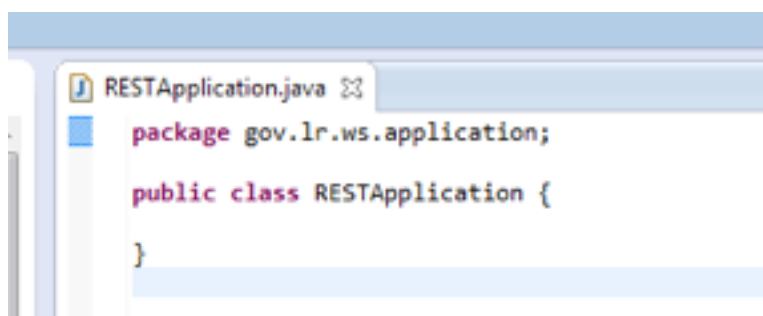 RESTApplication.java
package gov.lr.ws.application;
public class RESTApplication {
}